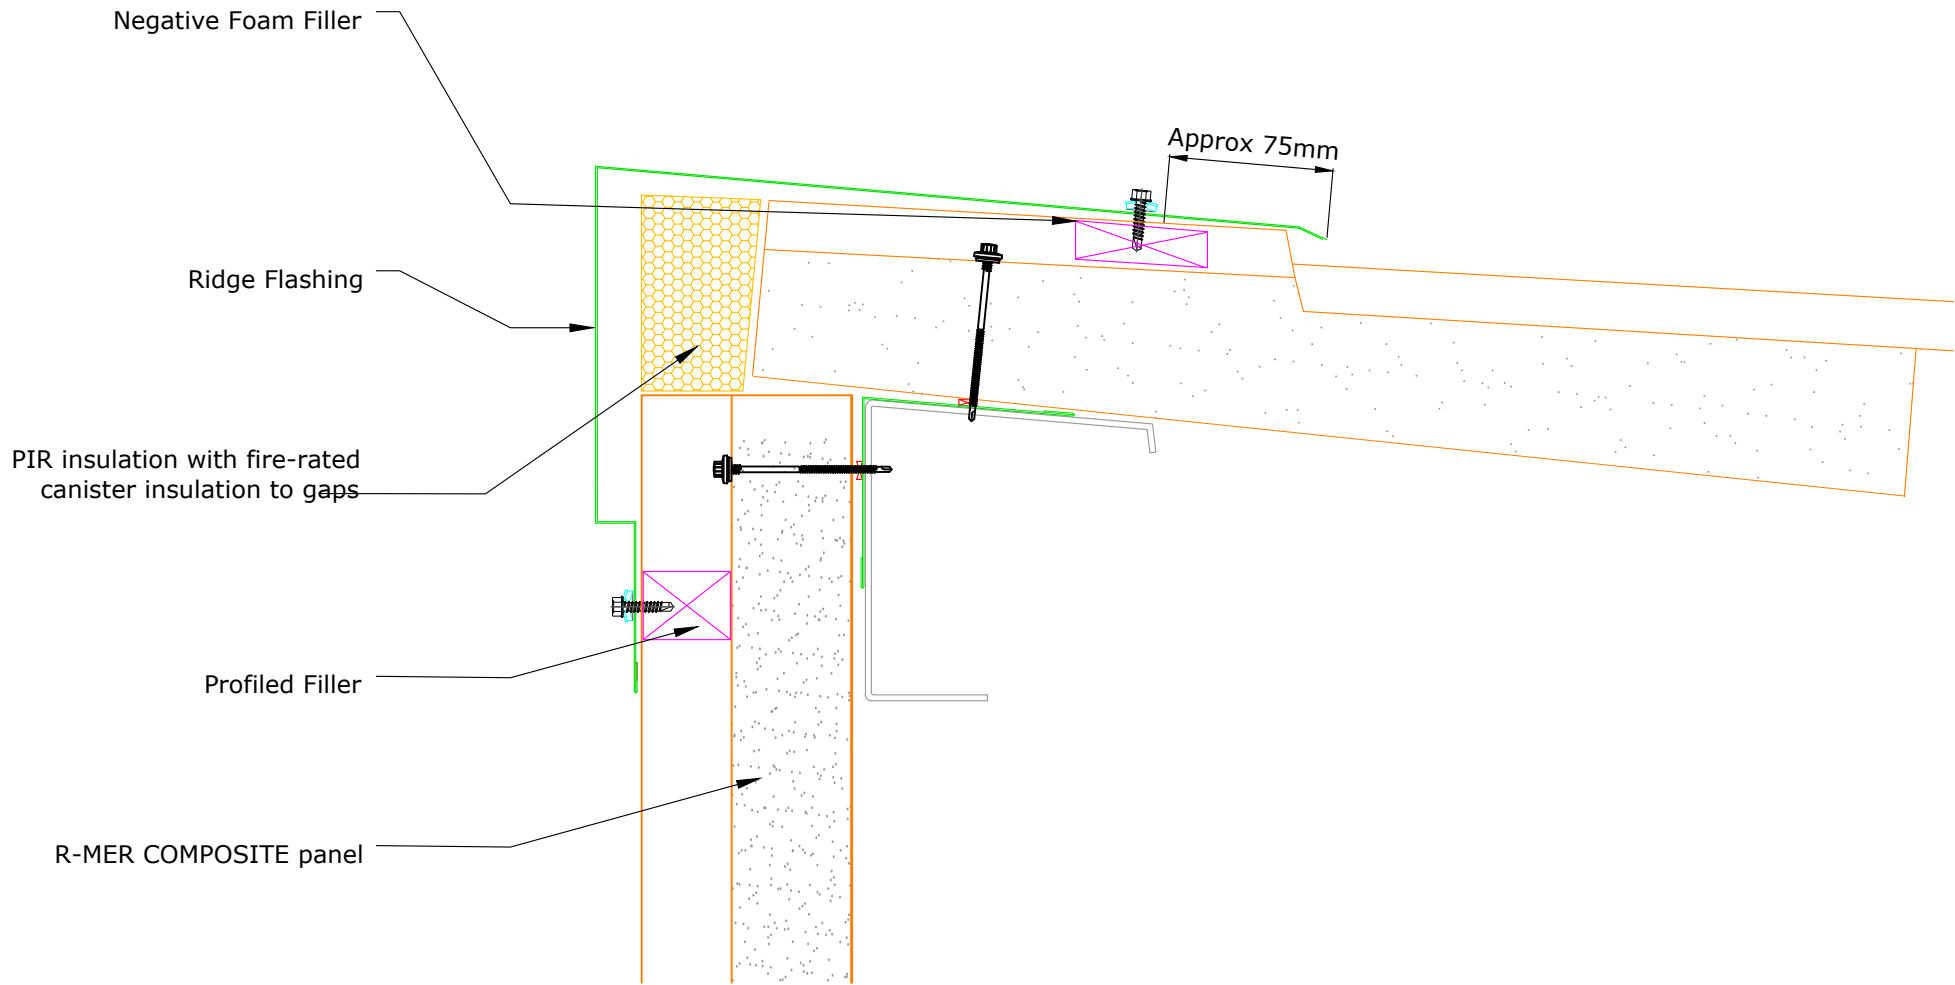 Negative Foam Filler
Approx 75mm
Ridge Flashing
PIR insulation with fire-rated
canister insulation to gaps
Profiled Filler
R-MER COMPOSITE panel